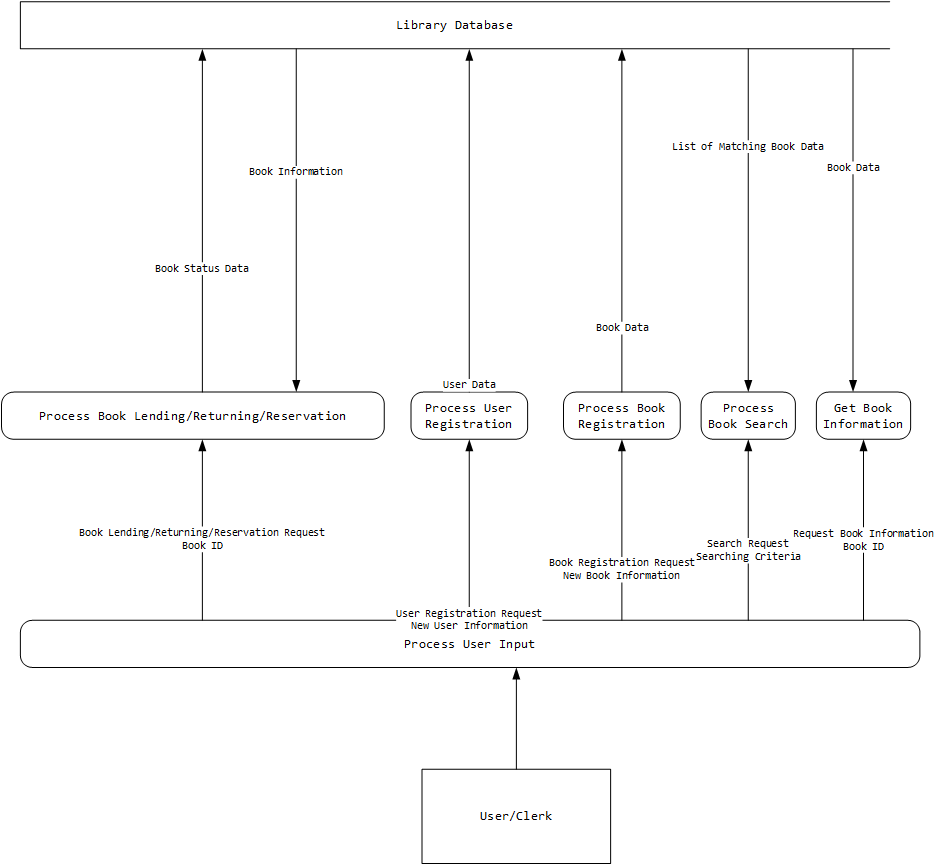 Library Database
List of Matching Book Data
Book Data
Book Information
Book Status Data
Book Data
User Data
Process Book Lending/Returning/Reservation
Process User
Registration
Process Book
Registration
Process
Book Search
Get Book
Information
Book Lending/Returning/Reservation Request
Book ID
Request Book Information
Book ID
Search Request
Searching Criteria
Book Registration Request
New Book Information
User Registration Request
New User Information
Process User Input
User/Clerk